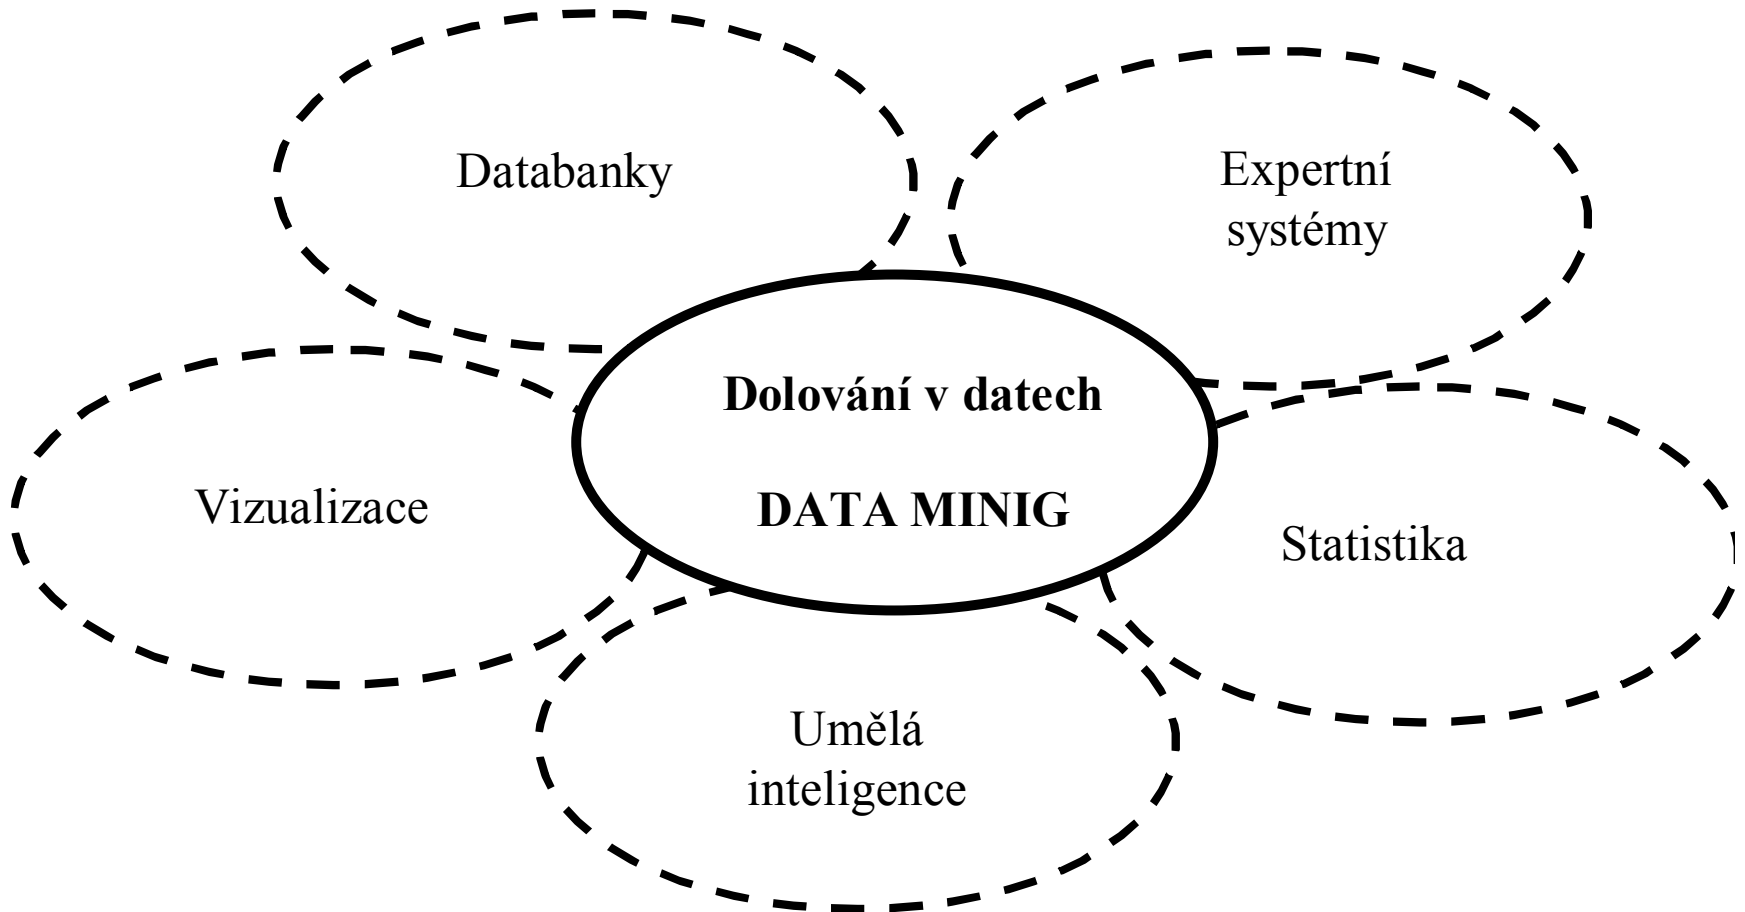 Databanky
Expertní
systémy
Dolování v datech
DATA MINIG
Vizualizace
Statistika
Umělá
inteligence